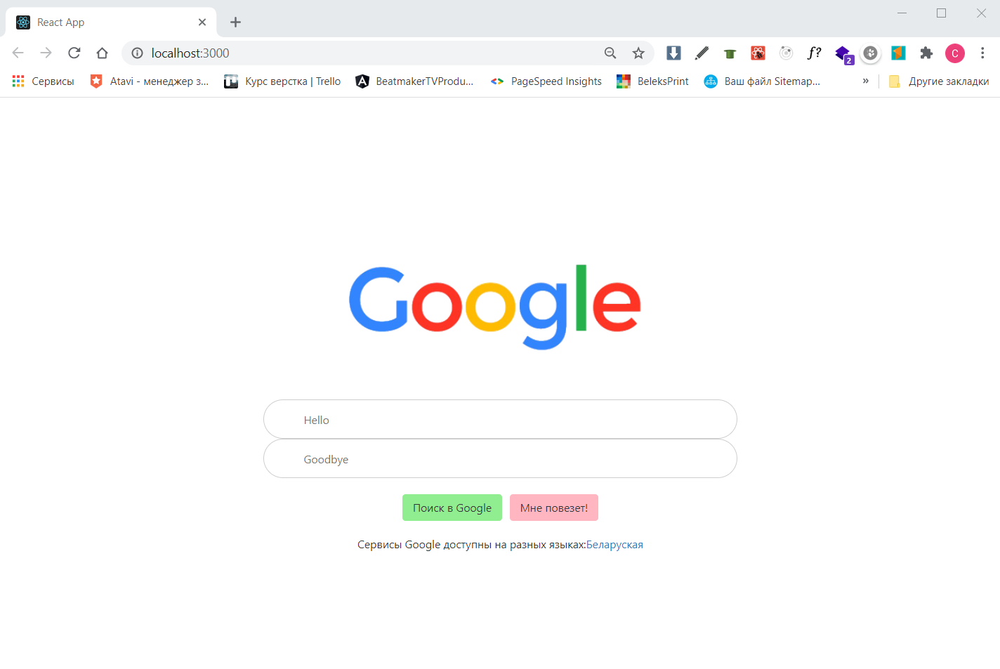 React App
localhost:3000
f?
2
C
Сервисы
Atavi - менеджер з...
Курс верстка | Trello
BeatmakerTVProdu...
PageSpeed Insights
BeleksPrint
Ваш файл Sitemap...
»
Другие закладки
Google
Hello
Goodbye
Поиск в Google
Мне повезет!
Сервисы Google доступны на разных языках:Беларуская